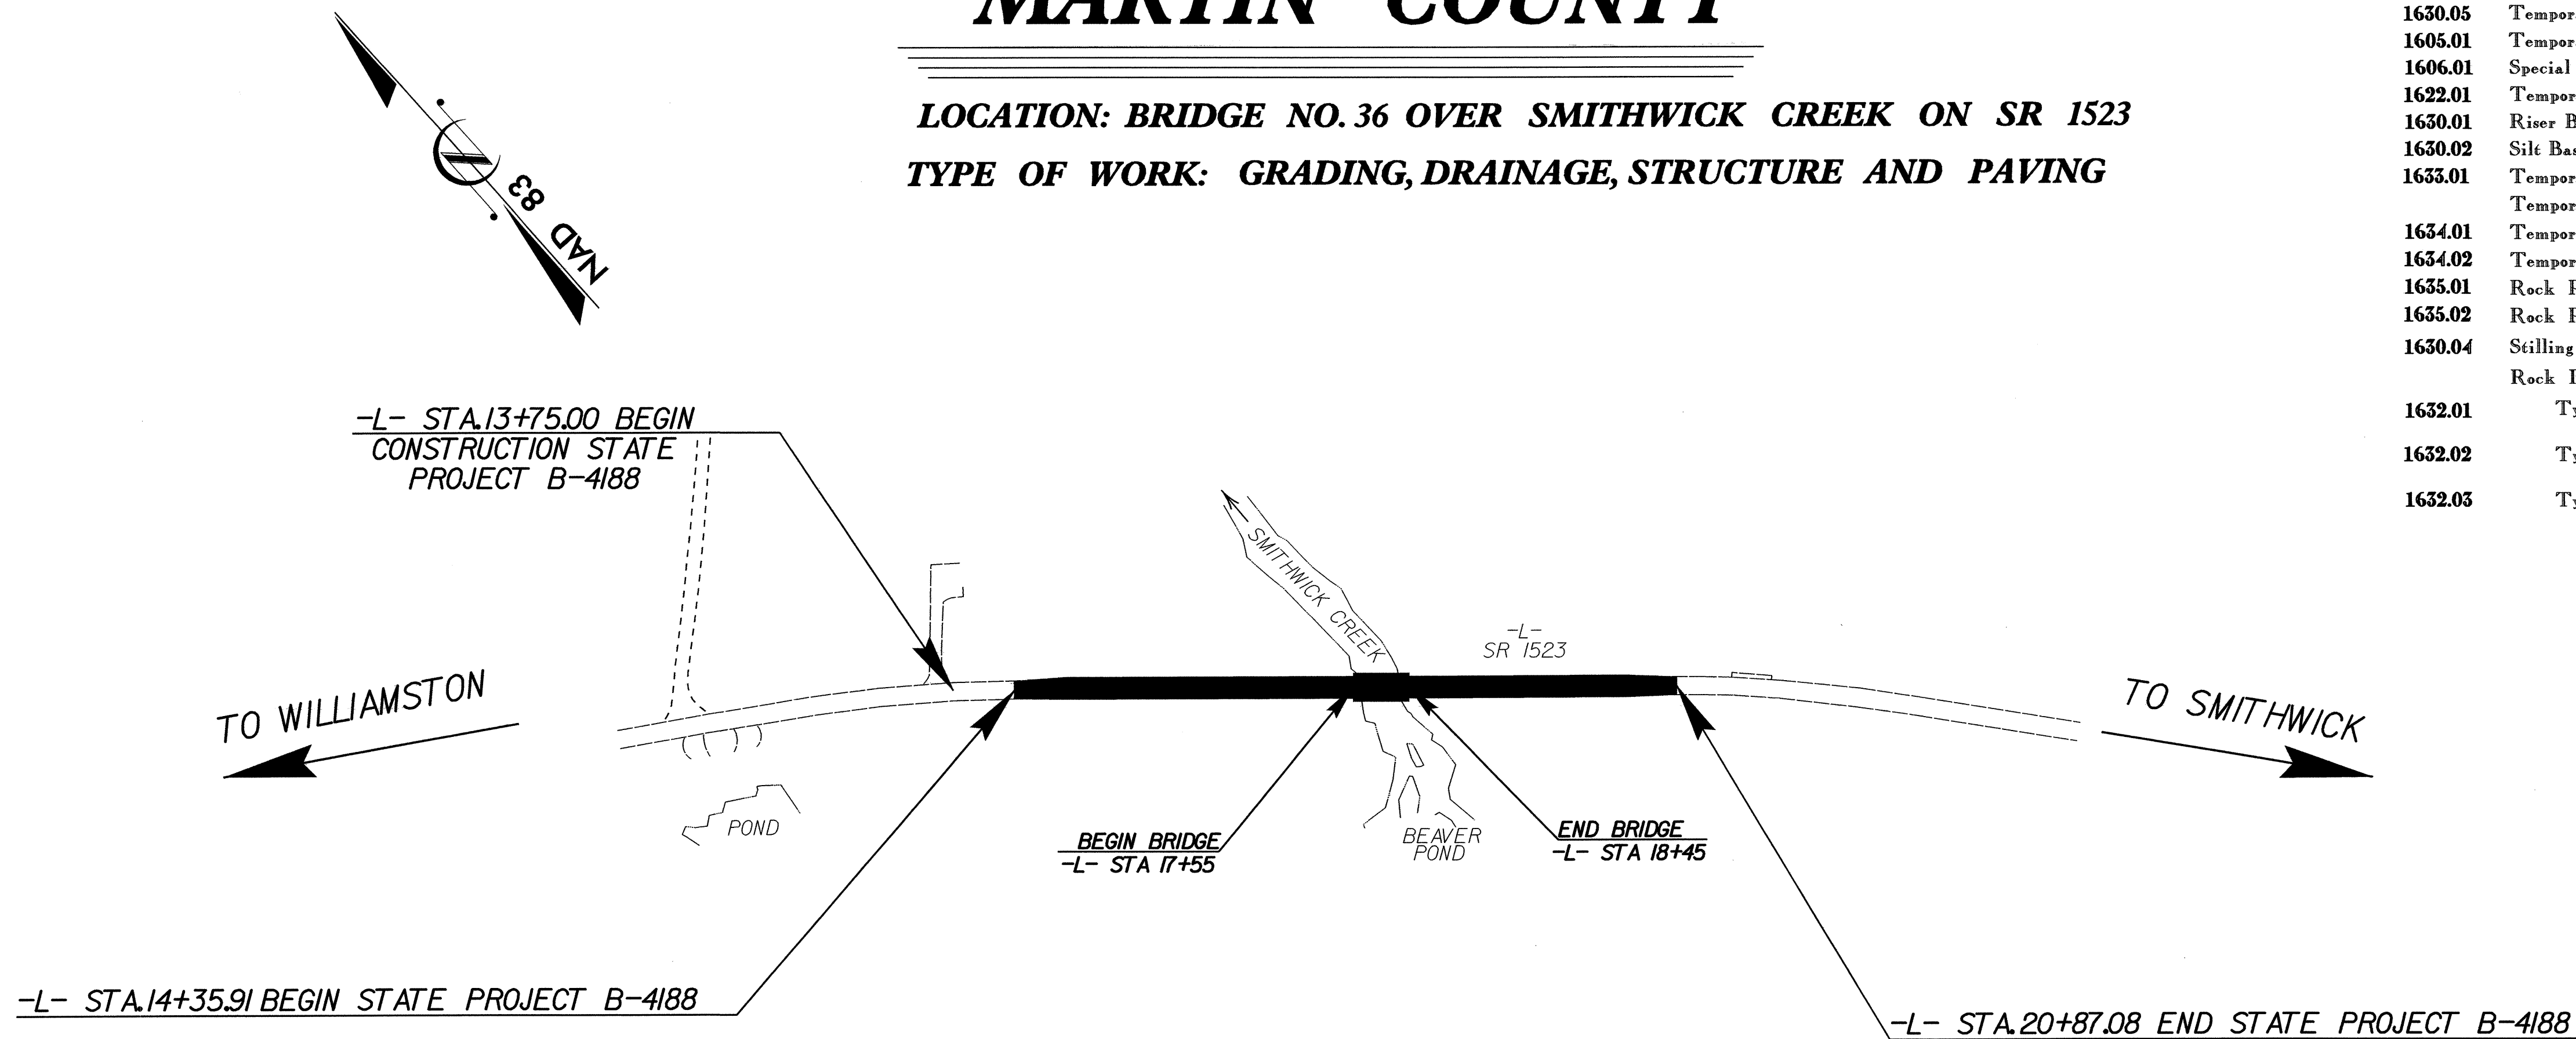 MARTIN COUNTY
LOCATION: BRIDGE NO. 36 OVER SMITHWICK CREEK ON SR 1523
TYPE OF WORK: GRADING, DRAINAGE, STRUCTURE AND PAVING
NAD 83
1630.05
1605.01
1606.01 Special
1622.01
1630.01 Riser
1630.02 Silt
1633.01
1634.01
1634.02
1635.01 Rock
1635.02 Rock
1630.04 Stilling
Rock
1632.01
1632.02
1632.03
-L- STA.13+75.00 BEGIN
CONSTRUCTION STATE
PROJECT B-4188
SMITHWICK CREEK
-L-
SR 1523
TO WILLIAMSTON
TO SMITHWICK
POND
BEGIN BRIDGE
-L- STA 17+55
BEAVER
POND
END BRIDGE
-L- STA 18+45
-L- STA.14+35.91 BEGIN STATE PROJECT B-4188
-L- STA.20+87.08 END STATE PROJECT B-4188